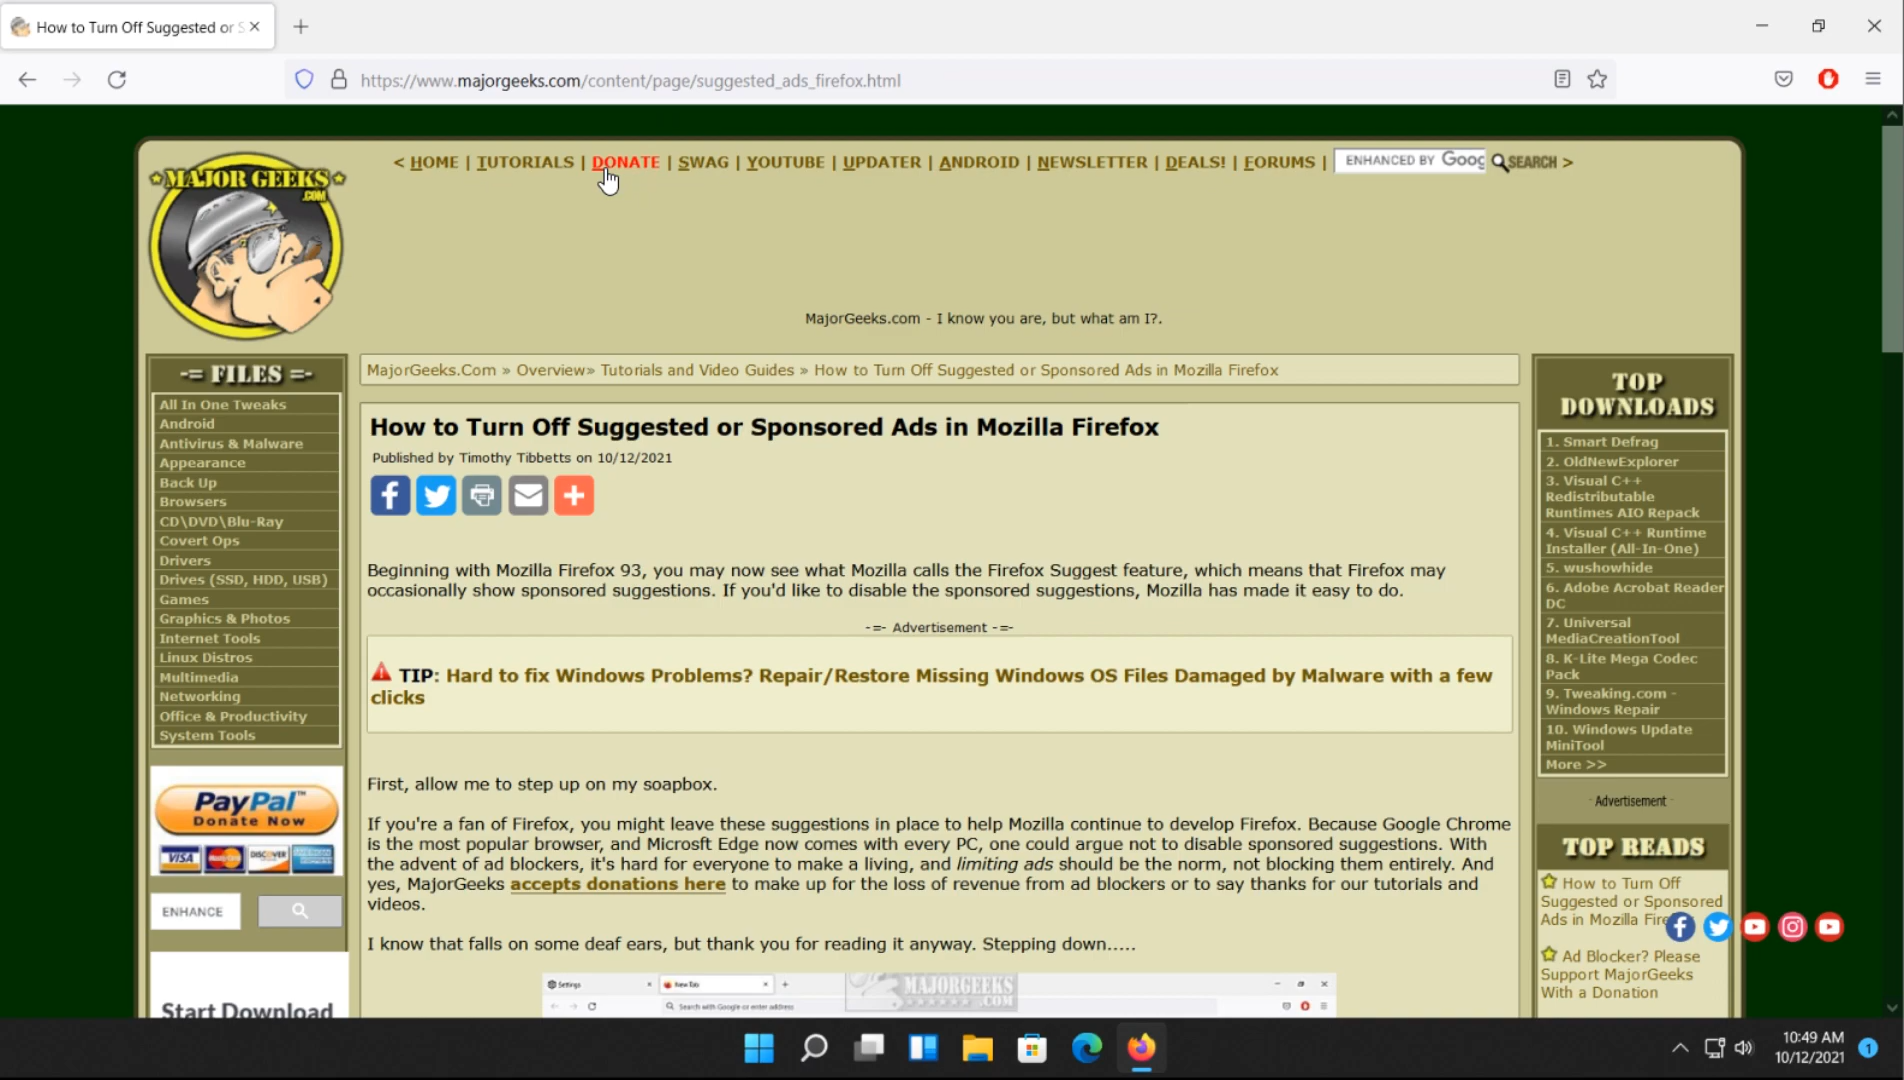 How to Turn Off Suggested or S
https://www.majorgeeks.com/content/page/suggested_ads_firefox.html
MAJOR GEEKS
.COM
< HOME | TUTORIALS | DONATE | SWAG | YOUTUBE | UPDATER | ANDROID | NEWSLETTER | DEALS! | FORUMS | ENHANCED BY Goog SEARCH >
MajorGeeks.com - I know you are, but what am I?.
-= FILES =-
All In One Tweaks
Android
Antivirus & Malware
Appearance
Back Up
Browsers
CD\DVD\Blu-Ray
Covert Ops
Drivers
Drives (SSD, HDD, USB)
Games
Graphics & Photos
Internet Tools
Linux Distros
Multimedia
Networking
Office & Productivity
System Tools
PayPal™
Donate Now
VISA MasterCard DISCOVER
ENHANCE
Start Download
MajorGeeks.Com » Overview» Tutorials and Video Guides » How to Turn Off Suggested or Sponsored Ads in Mozilla Firefox
How to Turn Off Suggested or Sponsored Ads in Mozilla Firefox
Published by Timothy Tibbetts on 10/12/2021
Beginning with Mozilla Firefox 93, you may now see what Mozilla calls the Firefox Suggest feature, which means that Firefox may
occasionally show sponsored suggestions. If you'd like to disable the sponsored suggestions, Mozilla has made it easy to do.
-=- Advertisement -=-
TIP: Hard to fix Windows Problems? Repair/Restore Missing Windows OS Files Damaged by Malware with a few
clicks
First, allow me to step up on my soapbox.
If you're a fan of Firefox, you might leave these suggestions in place to help Mozilla continue to develop Firefox. Because Google Chrome
is the most popular browser, and Microsft Edge now comes with every PC, one could argue not to disable sponsored suggestions. With
the advent of ad blockers, it's hard for everyone to make a living, and limiting ads should be the norm, not blocking them entirely. And
yes, MajorGeeks accepts donations here to make up for the loss of revenue from ad blockers or to say thanks for our tutorials and
videos.
I know that falls on some deaf ears, but thank you for reading it anyway. Stepping down.....
Settings
New Tab
MAJORGEEKS
.COM
Search with Google or enter address
TOP
DOWNLOADS
1. Smart Defrag
2. OldNewExplorer
3. Visual C++
Redistributable
Runtimes AIO Repack
4. Visual C++ Runtime
Installer (All-In-One)
5. wushowhide
6. Adobe Acrobat Reader
DC
7. Universal
MediaCreationTool
8. K-Lite Mega Codec
Pack
9. Tweaking.com -
Windows Repair
10. Windows Update
MiniTool
More >>
- Advertisement -
TOP READS
How to Turn Off
Suggested or Sponsored
Ads in Mozilla Firef
Ad Blocker? Please
Support MajorGeeks
With a Donation
10:49 AM
10/12/2021
1